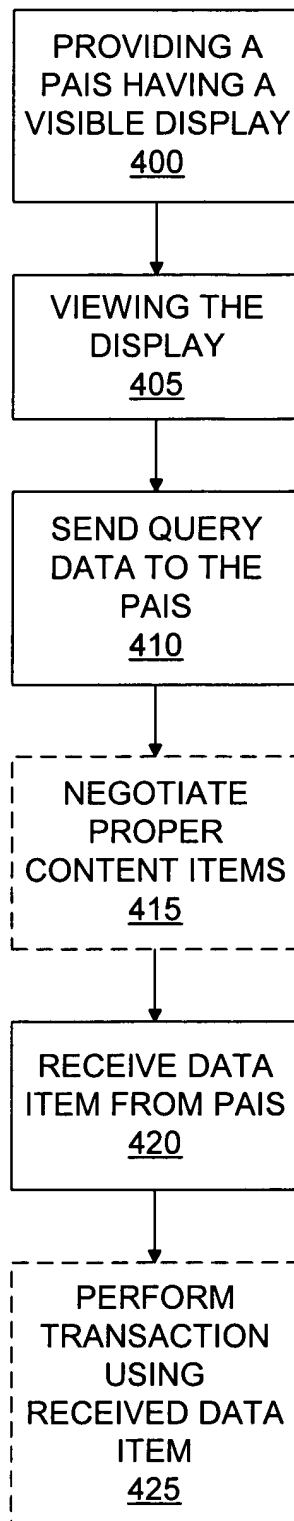 PROVIDING A
PAIS HAVING A
VISIBLE DISPLAY
400
VIEWING THE
DISPLAY
405
SEND QUERY
DATA TO THE
PAIS
410
NEGOTIATE
PROPER
CONTENT ITEMS
415
RECEIVE DATA
ITEM FROM PAIS
420
PERFORM
TRANSACTION
USING
RECEIVED DATA
ITEM
425